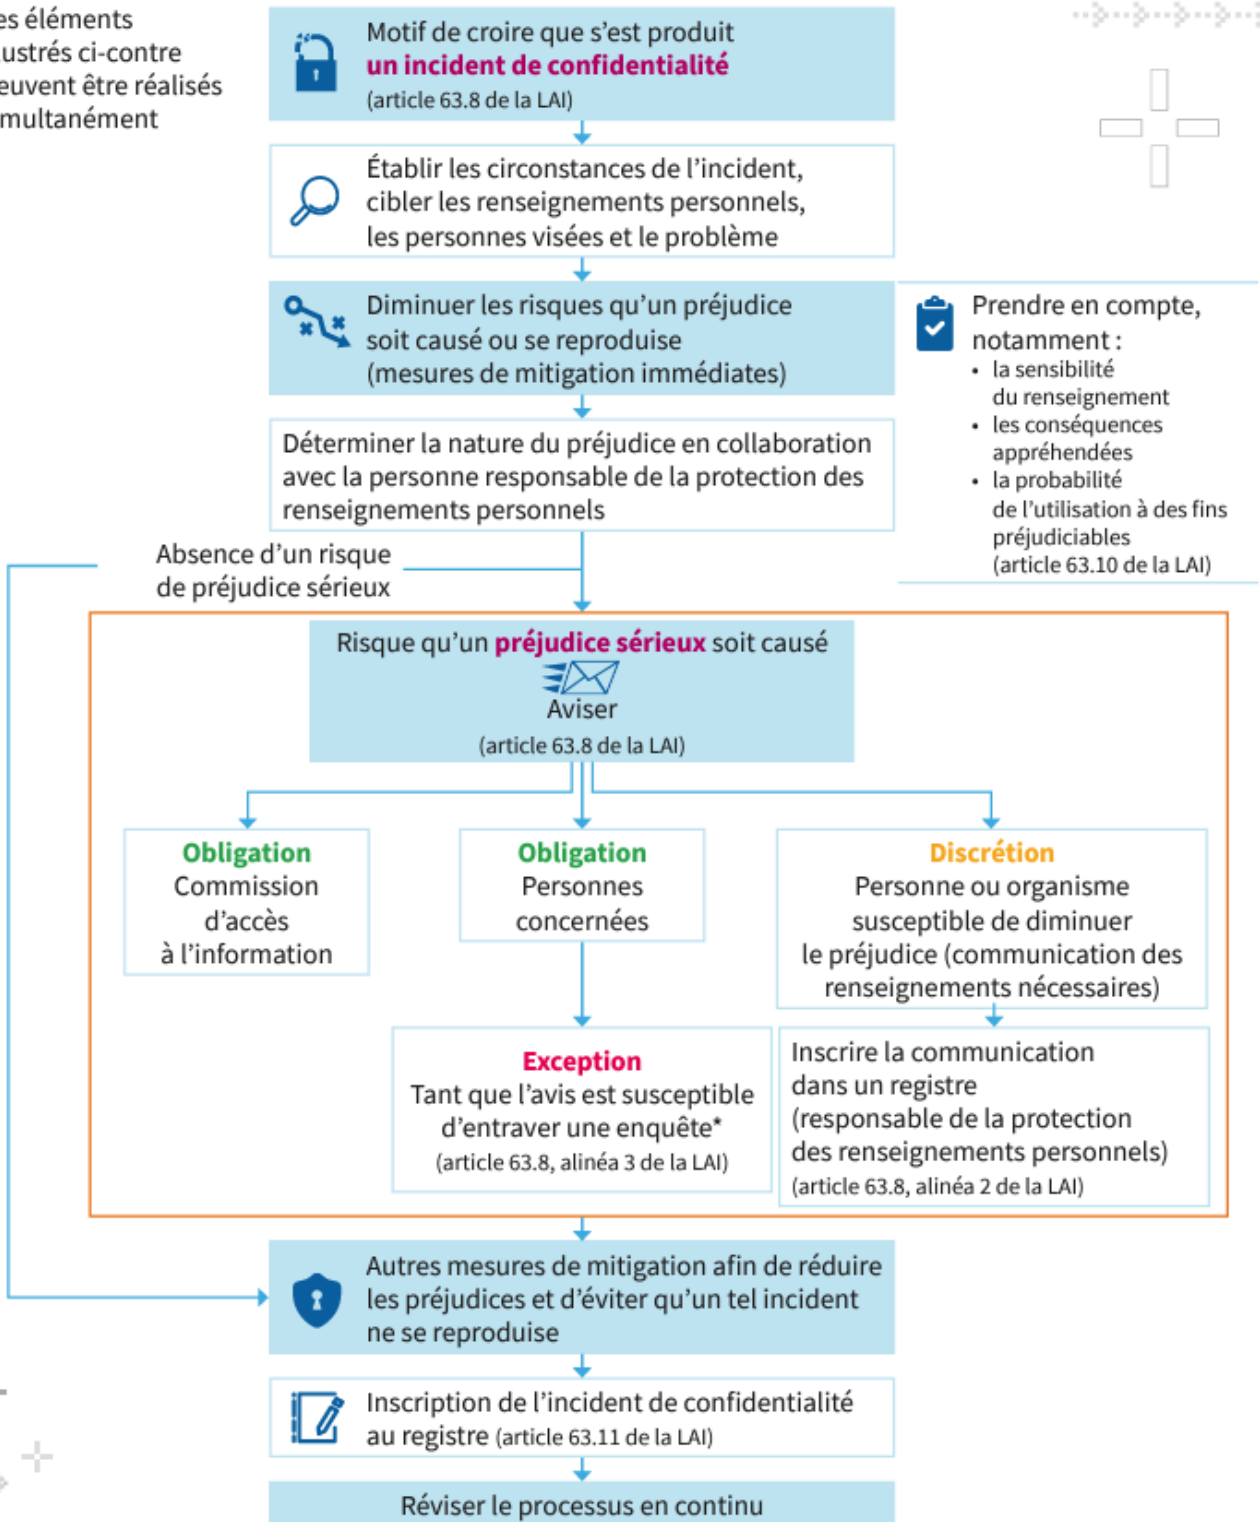 es éléments
lustrés ci-contre
euvent être réalisés
multanément
Motif de croire que s'est produit
un incident de confidentialité
(article 63.8 de la LAI)
Établir les circonstances de l'incident,
cibler les renseignements personnels,
les personnes visées et le problème
Diminuer les risques qu'un préjudice
soit causé ou se reproduise
(mesures de mitigation immédiates)
Prendre en compte,
notamment :
• la sensibilité
du renseignement
• les conséquences
appréhendées
• la probabilité
de l'utilisation à des fins
préjudiciables
(article 63.10 de la LAI)
Déterminer la nature du préjudice en collaboration
avec la personne responsable de la protection des
renseignements personnels
Absence d'un risque
de préjudice sérieux
Risque qu'un préjudice sérieux soit causé
Aviser
(article 63.8 de la LAI)
Obligation
Commission
d'accès
à l'information
Obligation
Personnes
concernées
Discrétion
Personne ou organisme
susceptible de diminuer
le préjudice (communication des
renseignements nécessaires)
Exception
Tant que l'avis est susceptible
d'entraver une enquête*
(article 63.8, alinéa 3 de la LAI)
Inscrire la communication
dans un registre
(responsable de la protection
des renseignements personnels)
(article 63.8, alinéa 2 de la LAI)
Autres mesures de mitigation afin de réduire
les préjudices et d'éviter qu'un tel incident
ne se reproduise
Inscription de l'incident de confidentialité
au registre (article 63.11 de la LAI)
Réviser le processus en continu